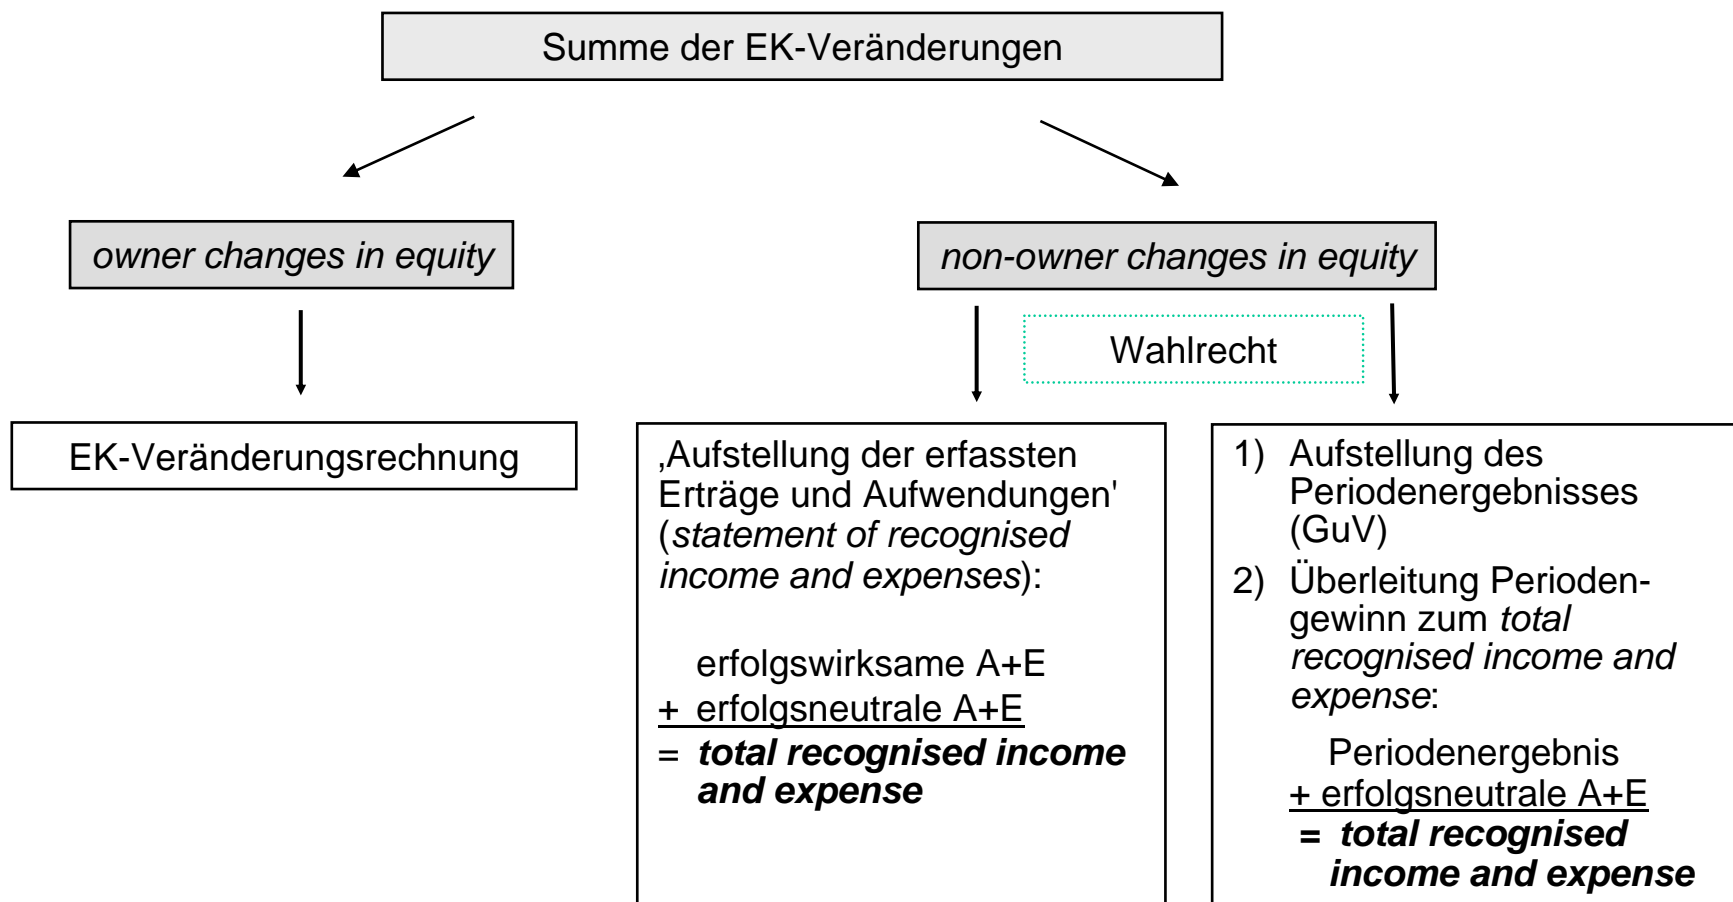 Summe der EK-Veränderungen
owner changes in equity
non-owner changes in equity
Wahlrecht
EK-Veränderungsrechnung
‚Aufstellung der erfassten
Erträge und Aufwendungen'
(statement of recognised
income and expenses):
erfolgswirksame A+E
+ erfolgsneutrale A+E
= total recognised income
and expense
1) Aufstellung des
Periodenergebnisses
(GuV)
2) Überleitung Perioden-
gewinn zum total
recognised income and
expense:
Periodenergebnis
+ erfolgsneutrale A+E
= total recognised
income and expense